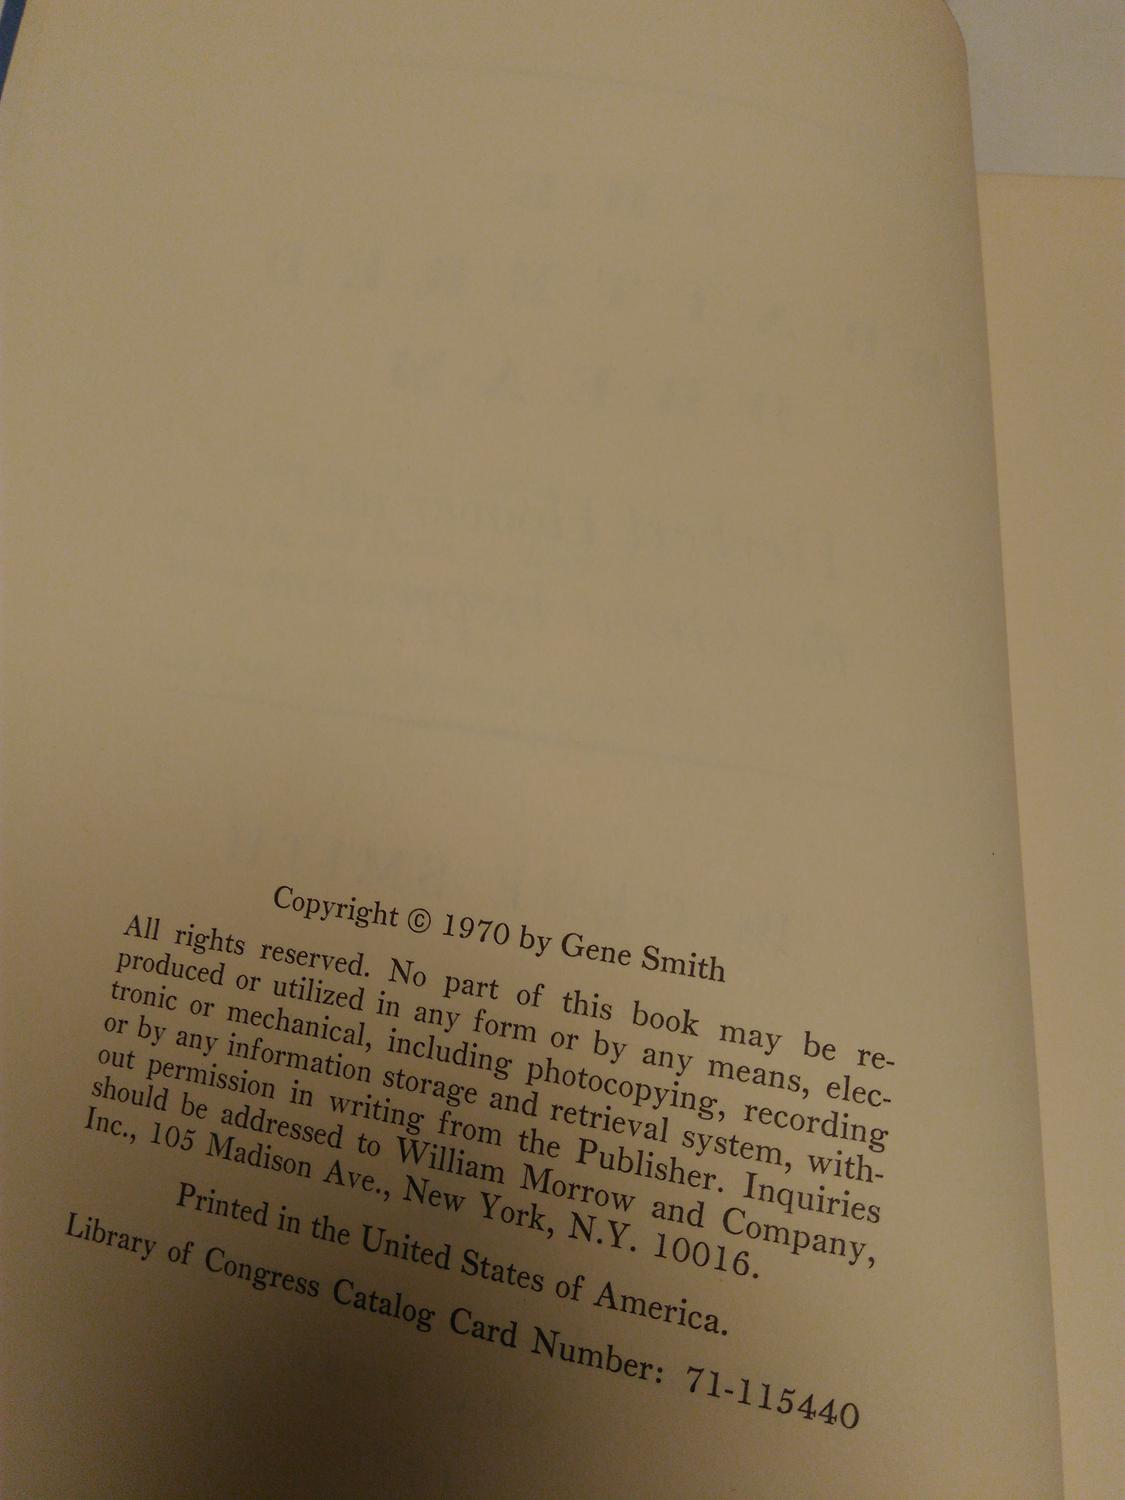 Copyright © 1970 by Gene Smith
All rights reserved. No part of this book may be re-
produced or utilized in any form or by any means, elec-
tronic or mechanical, including photocopying, recording
or by any information storage and retrieval system, with-
out permission in writing from the Publisher. Inquiries
should be addressed to William Morrow and Company,
Inc., 105 Madison Ave., New York, N.Y. 10016.
Printed in the United States of America.
Library of Congress Catalog Card Number: 71-115440